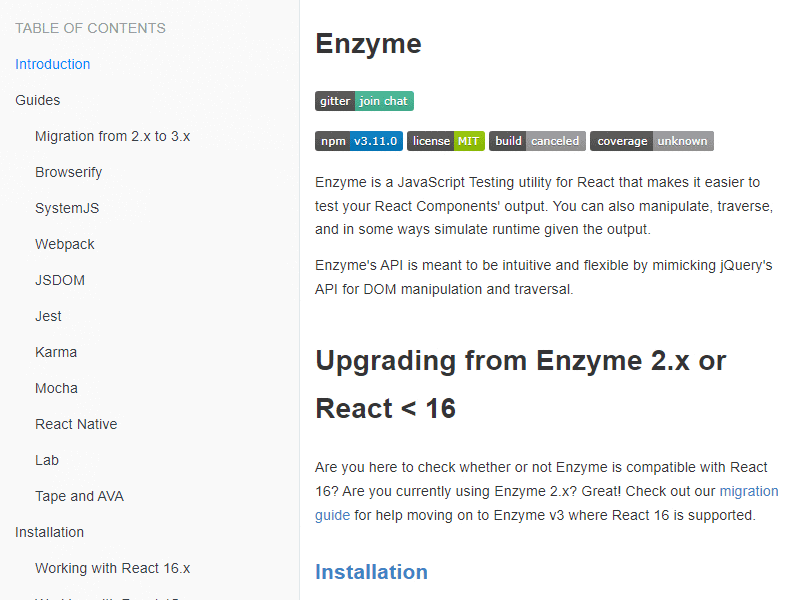 TABLE OF CONTENTS
Introduction
Guides
Migration from 2.x to 3.x
Browserify
SystemJS
Webpack
JSDOM
Jest
Karma
Mocha
React Native
Lab
Tape and AVA
Installation
Working with React 16.x
Enzyme
gitter join chat
npm v3.11.0 license MIT build canceled coverage unknown
Enzyme is a JavaScript Testing utility for React that makes it easier to
test your React Components' output. You can also manipulate, traverse,
and in some ways simulate runtime given the output.
Enzyme's API is meant to be intuitive and flexible by mimicking jQuery's
API for DOM manipulation and traversal.
Upgrading from Enzyme 2.x or
React < 16
Are you here to check whether or not Enzyme is compatible with React
16? Are you currently using Enzyme 2.x? Great! Check out our migration
guide for help moving on to Enzyme v3 where React 16 is supported.
Installation